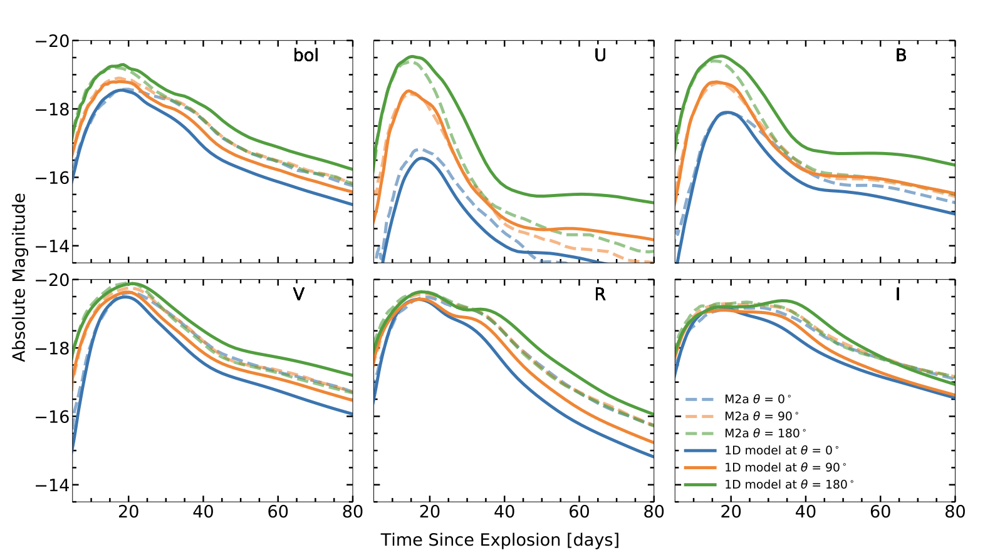 Absolute Magnitude
−20
−18
−16
−14
bol
U
B
−20
−18
−16
−14
V
R
I
M2a θ = 0°
M2a θ = 90°
M2a θ = 180°
1D model at θ = 0°
1D model at θ = 90°
1D model at θ = 180°
20 40 60 80
20 40 60 80
20 40 60 80
Time Since Explosion [days]